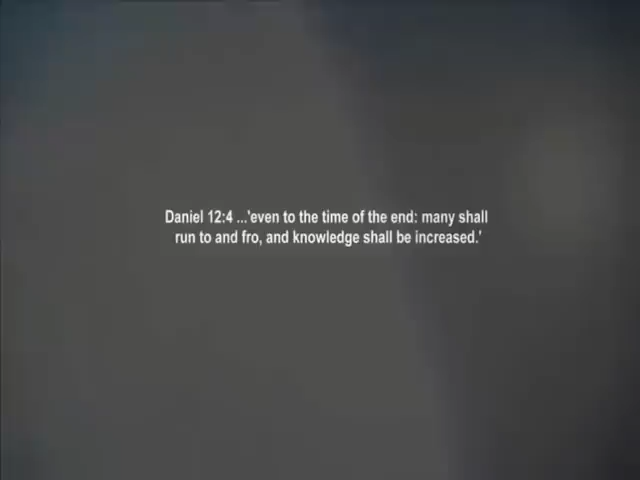 Daniel 12:4 ...'even to the time of the end: many shall
run to and fro, and knowledge shall be increased.'